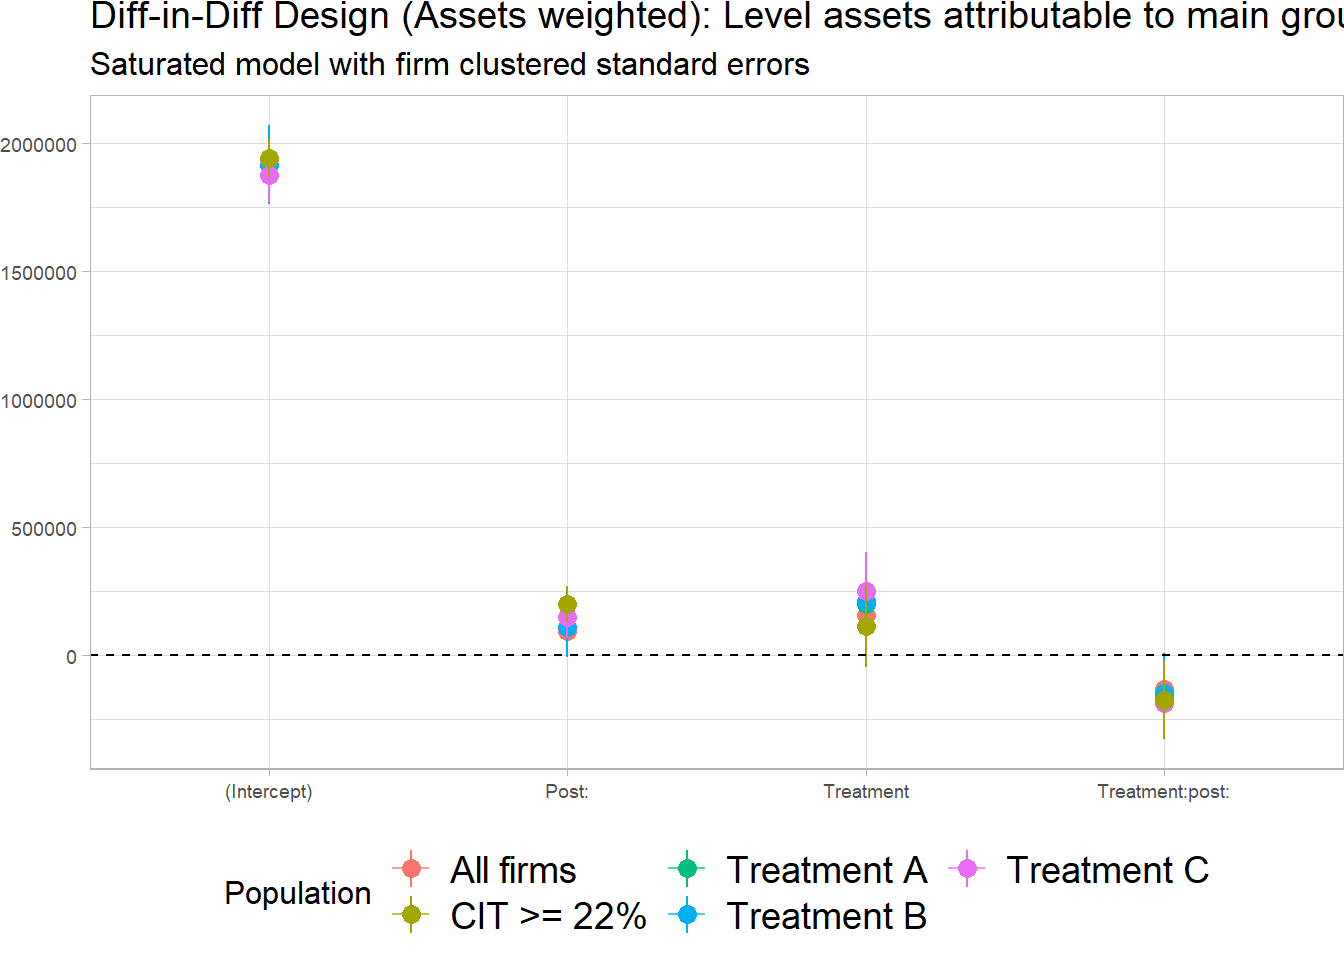 Diff-in-Diff Design (Assets weighted): Level assets attributable to main
Saturated model with firm clustered standard errors
2000000
1500000
1000000
500000
0
(Intercept) Post: Treatment Treatment:post:
Population
All firms Treatment A Treatment C
CIT >= 22% Treatment B